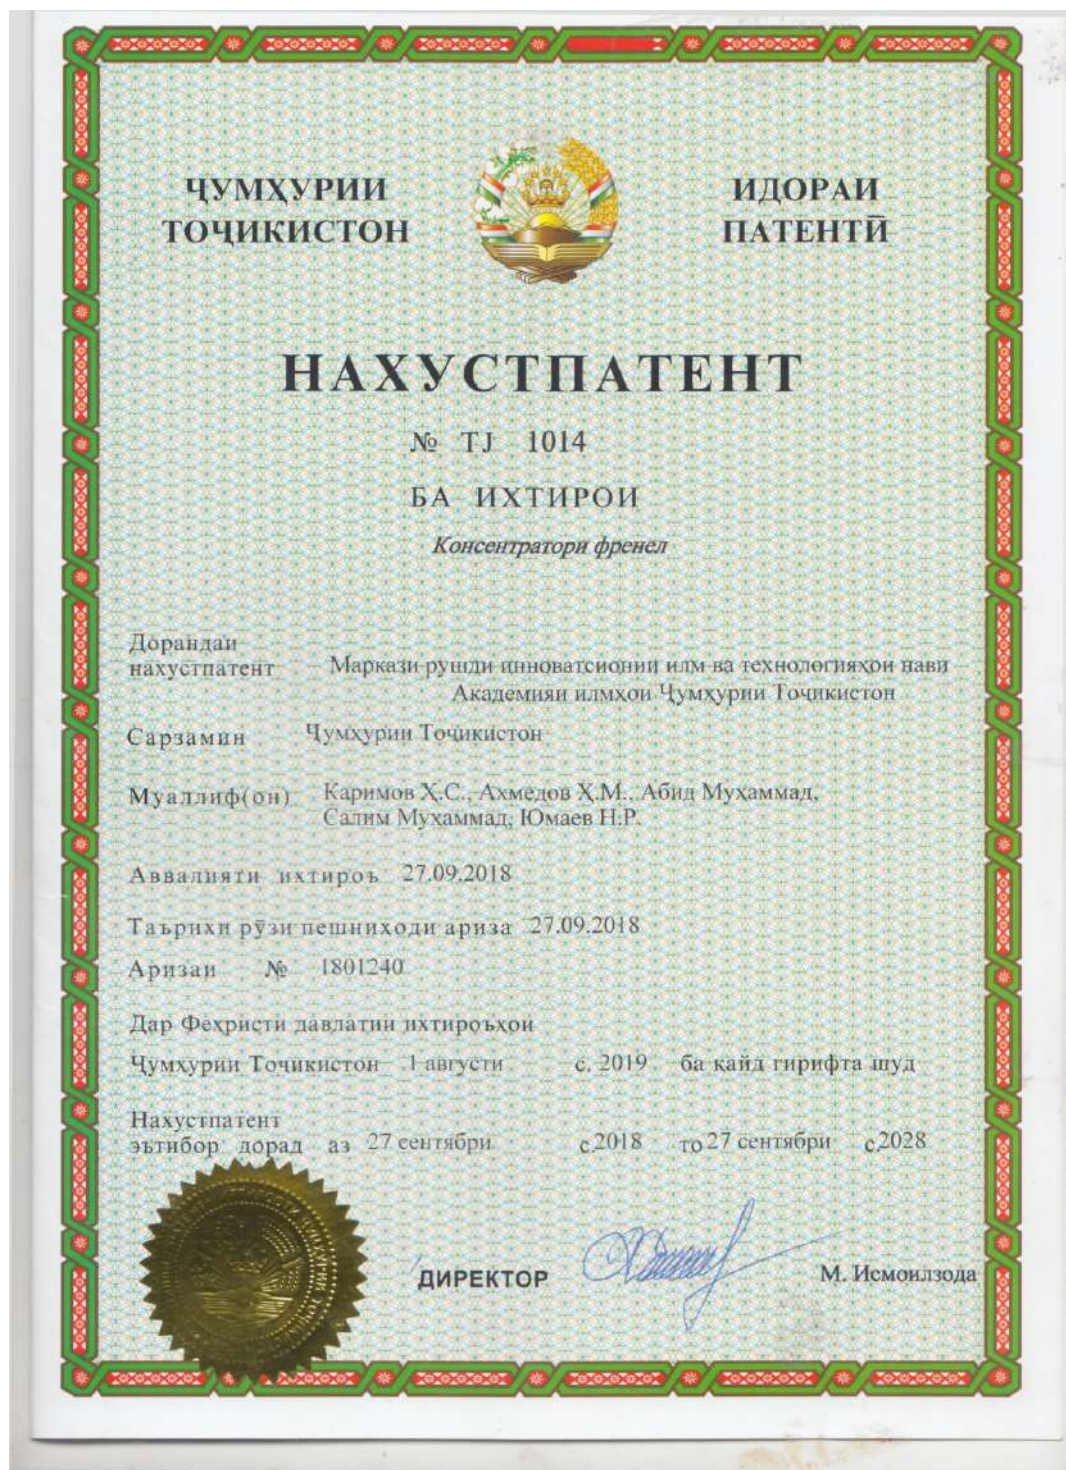 ҶУМҲУРИИ
ТОҶИКИСТОН
ИДОРАИ
ПАТЕНТӢ
НАХУСТПАТЕНТ
№ TJ 1014
БА ИХТИРОИ
Консентратори френел
Дорандаи
нахустпатент
Маркази рушди инноватсионии илм ва технологияҳои нави
Академияи илмҳои Ҷумҳурии Тоҷикистон
Сарзамин Ҷумҳурии Тоҷикистон
Муаллиф(он) Каримов Ҳ.С., Ахмедов Ҳ.М., Абид Муҳаммад,
Салим Муҳаммад, Юмаев Н.Р.
Аввалияти ихтироъ 27.09.2018
Таърихи рӯзи пешниҳоди ариза 27.09.2018
Аризаи № 1801240
Дар Феҳристи давлатии ихтироъҳои
Ҷумҳурии Тоҷикистон 1 августи с. 2019 ба қайд гирифта шуд
Нахустпатент
эътибор дорад аз 27 сентябри с.2018 то 27 сентябри с.2028
ДИРЕКТОР
М. Исмоилзода